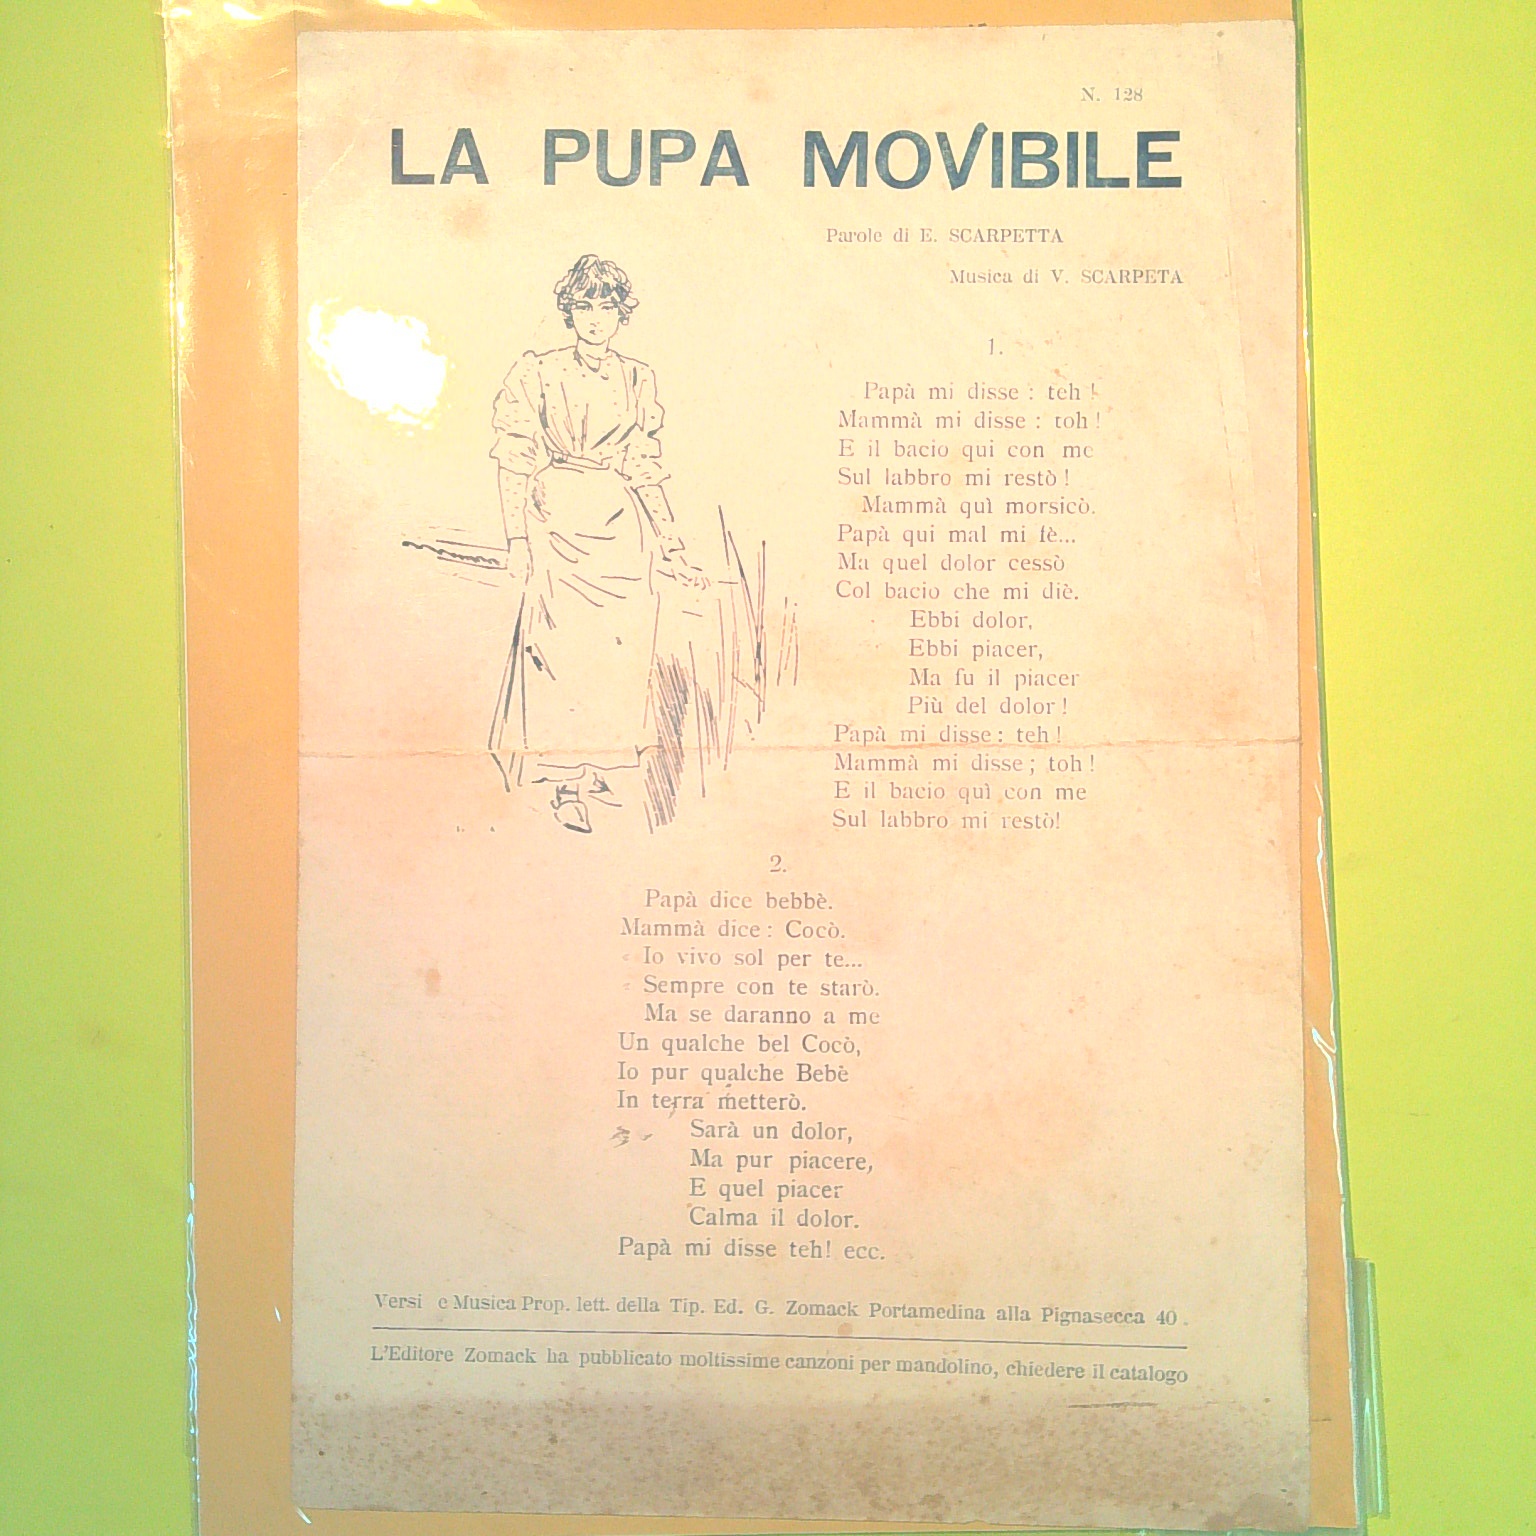 N. 128
LA PUPA MOVIBILE
Parole di E. SCARPETTA
Musica di V. SCARPETA
1.
Papà mi disse : teh !
Mammà mi disse : toh !
E il bacio qui con me
Sul labbro mi restò !
Mammà quì morsicò.
Papà qui mal mi fè...
Ma quel dolor cessò
Col bacio che mi diè.
Ebbi dolor,
Ebbi piacer,
Ma fu il piacer
Più del dolor !
Papà mi disse : teh !
Mammà mi disse ; toh !
E il bacio quì con me
Sul labbro mi restò!
2.
Papà dice bebbè.
Mammà dice : Cocò.
« Io vivo sol per te...
« Sempre con te starò.
Ma se daranno a me
Un qualche bel Cocò,
Io pur qualche Bebè
In terra metterò.
Sarà un dolor,
Ma pur piacere,
E quel piacer
Calma il dolor.
Papà mi disse teh! ecc.
Versi e Musica Prop. lett. della Tip. Ed. G. Zomack Portamedina alla Pignasecca 40.
L'Editore Zomack ha pubblicato moltissime canzoni per mandolino, chiedere il catalogo